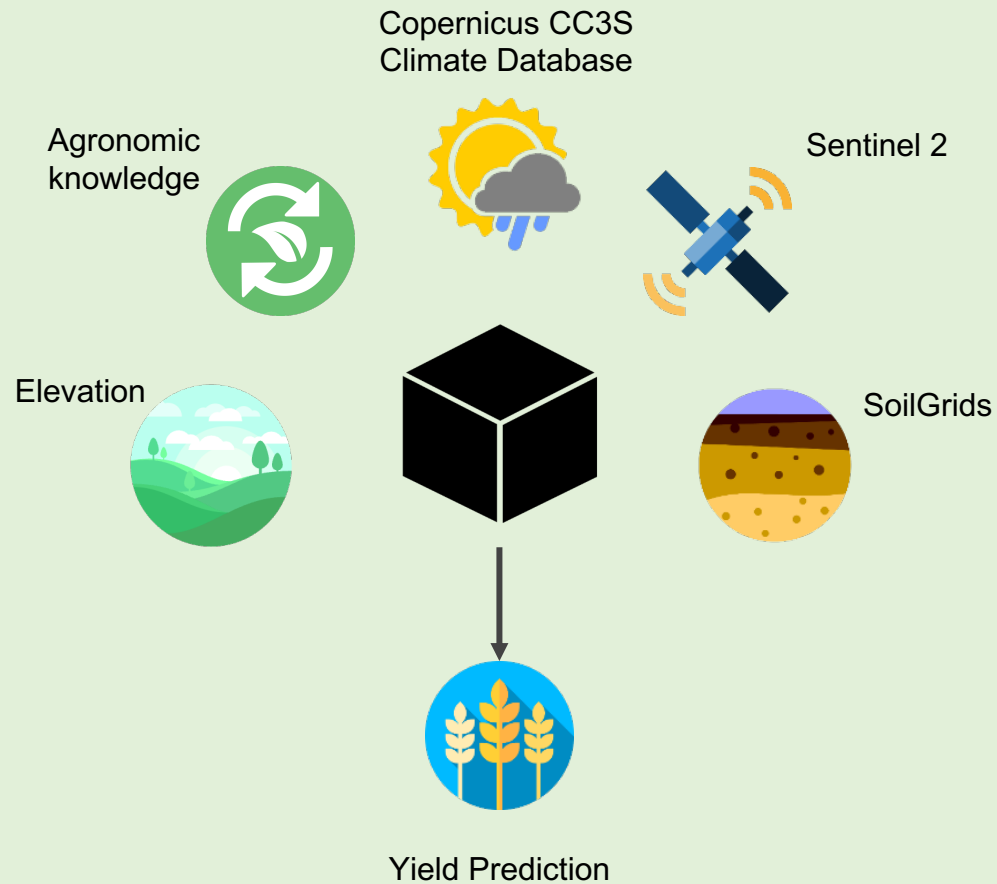 Copernicus CC3S
Climate Database
Agronomic
knowledge
Sentinel 2
Elevation
SoilGrids
Yield Prediction